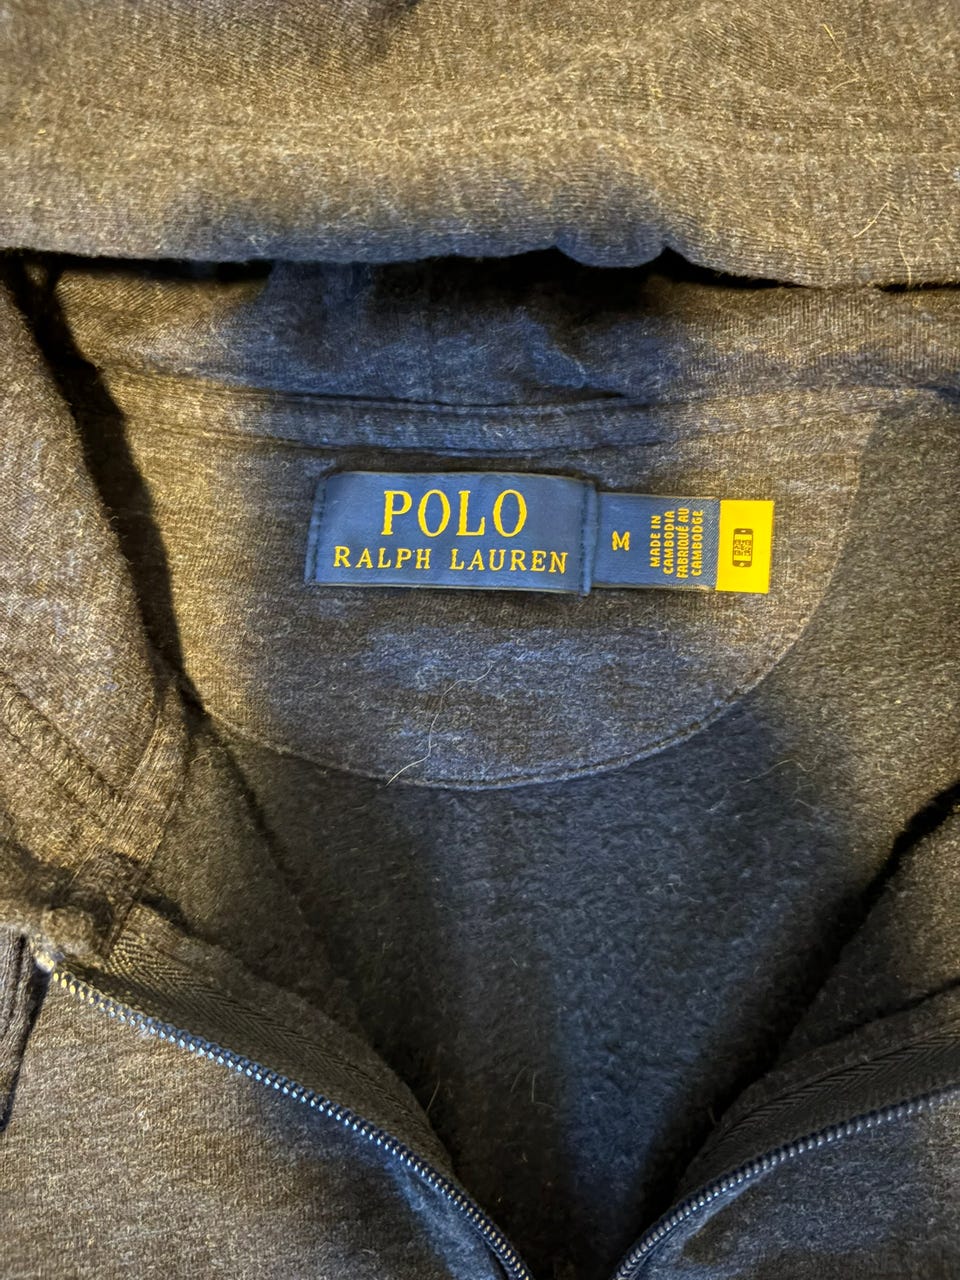 POLO
RALPH LAUREN
M
MADE IN
CAMBODIA
FABRIQUÉ AU
CAMBODGE